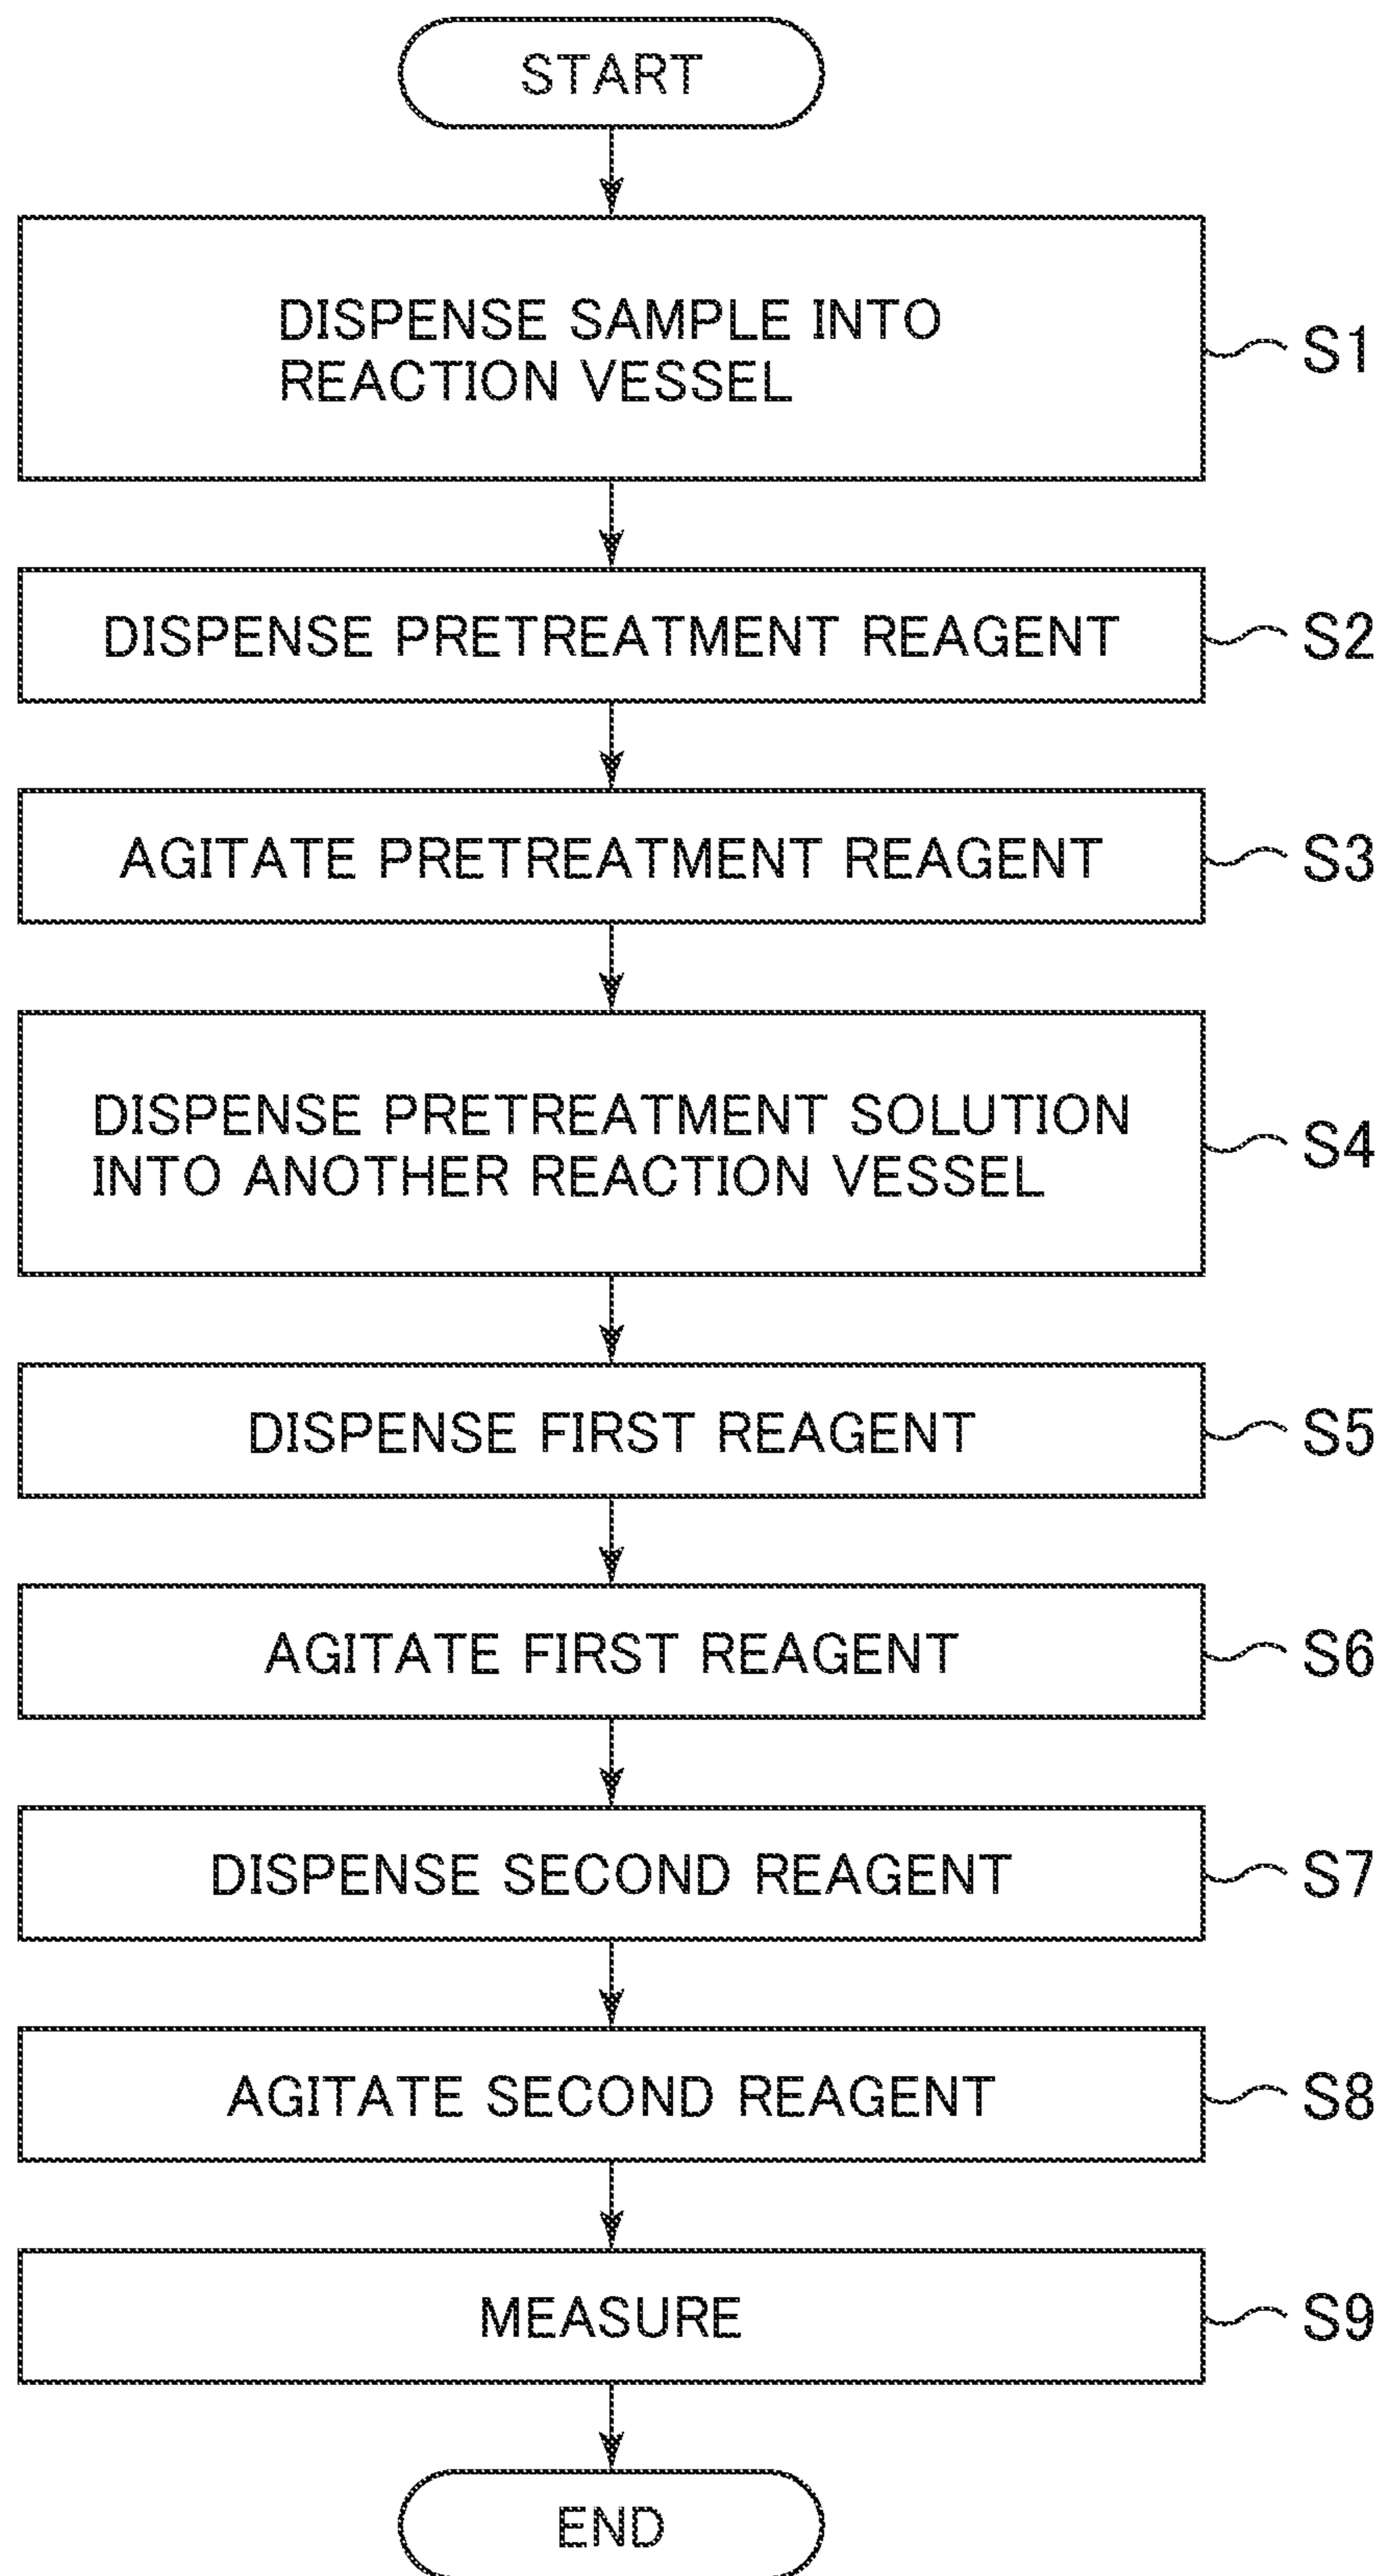 START
DISPENSE SAMPLE INTO
REACTION VESSEL
S1
DISPENSE PRETREATMENT REAGENT
S2
AGITATE PRETREATMENT REAGENT
S3
DISPENSE PRETREATMENT SOLUTION
INTO ANOTHER REACTION VESSEL
S4
DISPENSE FIRST REAGENT
S5
AGITATE FIRST REAGENT
S6
DISPENSE SECOND REAGENT
S7
AGITATE SECOND REAGENT
S8
MEASURE
S9
END